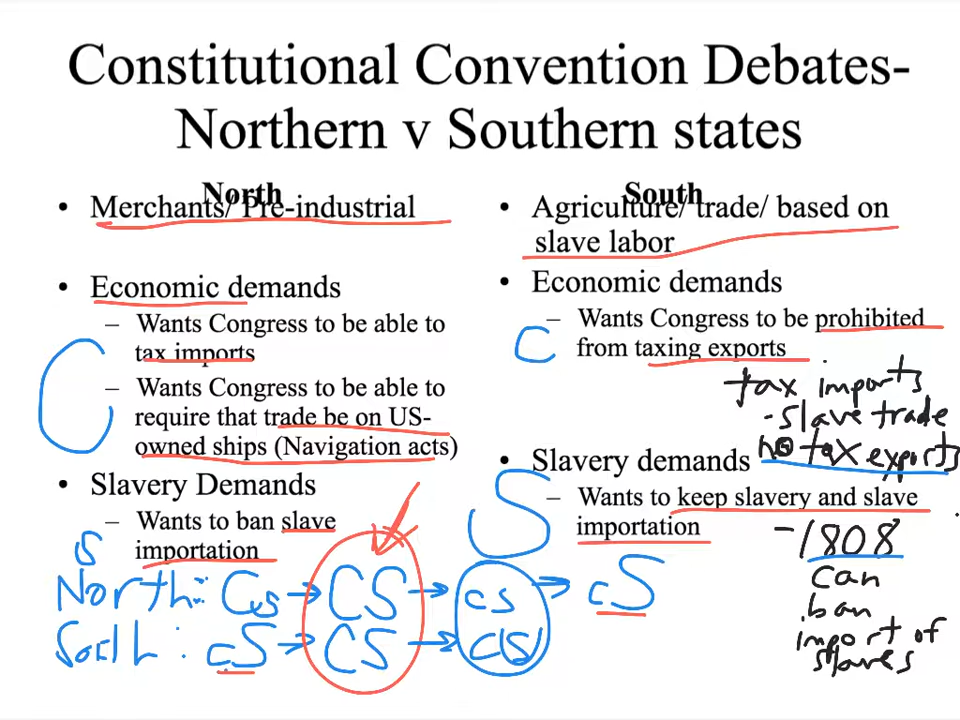 Constitutional Convention Debates-
Northern v Southern states
North
• Merchants/ Pre-industrial
• Economic demands
– Wants Congress to be able to
tax imports
– Wants Congress to be able to
require that trade be on US-
owned ships (Navigation acts)
• Slavery Demands
– Wants to ban slave
importation
South
• Agriculture/ trade/ based on
slave labor
• Economic demands
– Wants Congress to be prohibited
from taxing exports
• Slavery demands
– Wants to keep slavery and slave
importation
C
C
S
s
tax imports
-slave trade
no tax exports
-1808
can
ban
import of
slaves
North: Cs → CS → cs → cS
South: cS → CS → cs